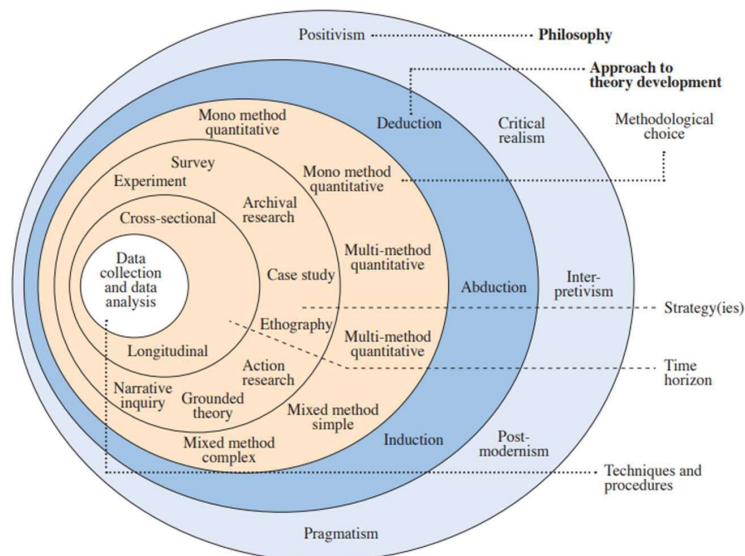 Positivism
Philosophy
Approach to
theory development
Deduction
Critical
realism
Methodological
choice
Mono method
quantitative
Mono method
quantitative
Survey
Experiment
Archival
research
Cross-sectional
Data
collection
and data
analysis
Multi-method
quantitative
Case study
Abduction
Inter-
pretivism
Strategy(ies)
Ethography
Multi-method
quantitative
Longitudinal
Time
horizon
Action
research
Narrative
inquiry
Grounded
theory
Mixed method
simple
Mixed method
complex
Induction
Post-
modernism
Techniques and
procedures
Pragmatism